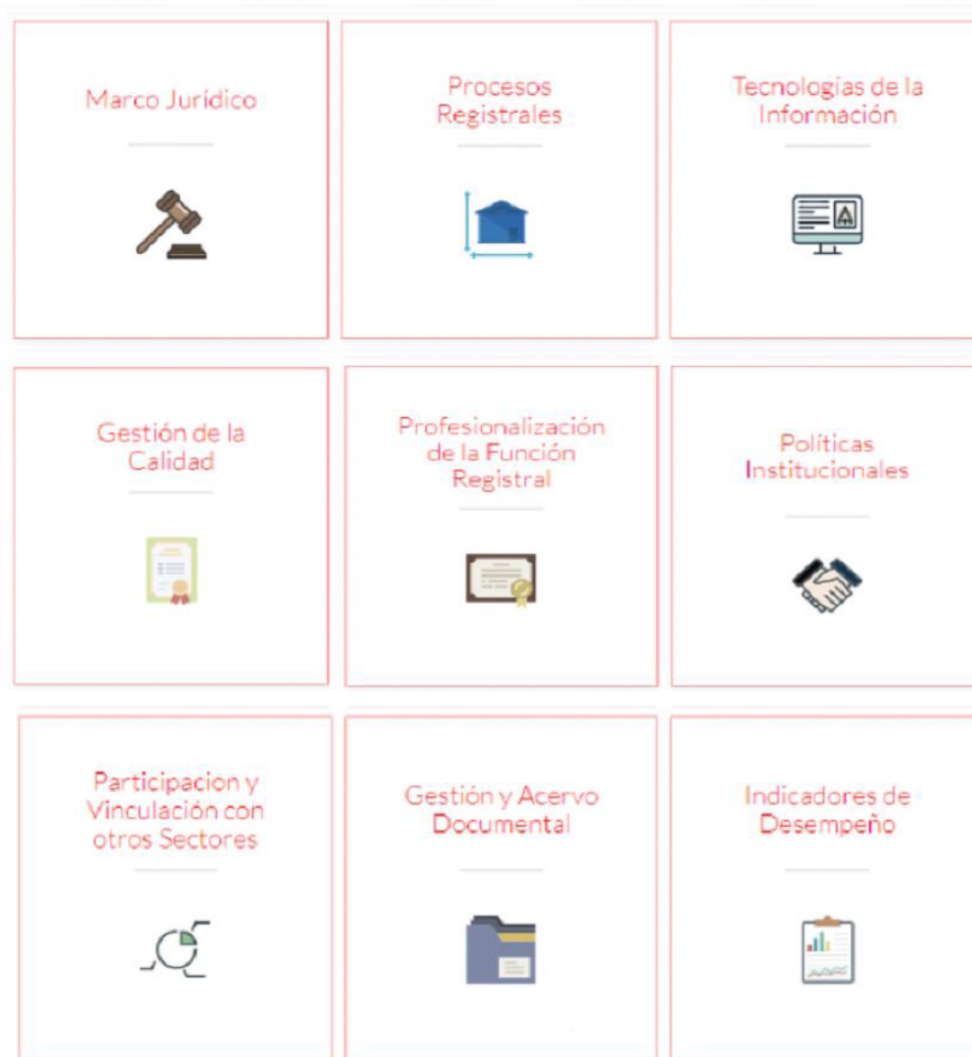 Marco Jurídico
Procesos
Registrales
Tecnologías de la
Información
Gestión de la
Calidad
Profesionalización
de la Función
Registral
Políticas
Institucionales
Participacion y
Vinculación con
otros Sectores
Gestión y Acervo
Documental
Indicadores de
Desempeño